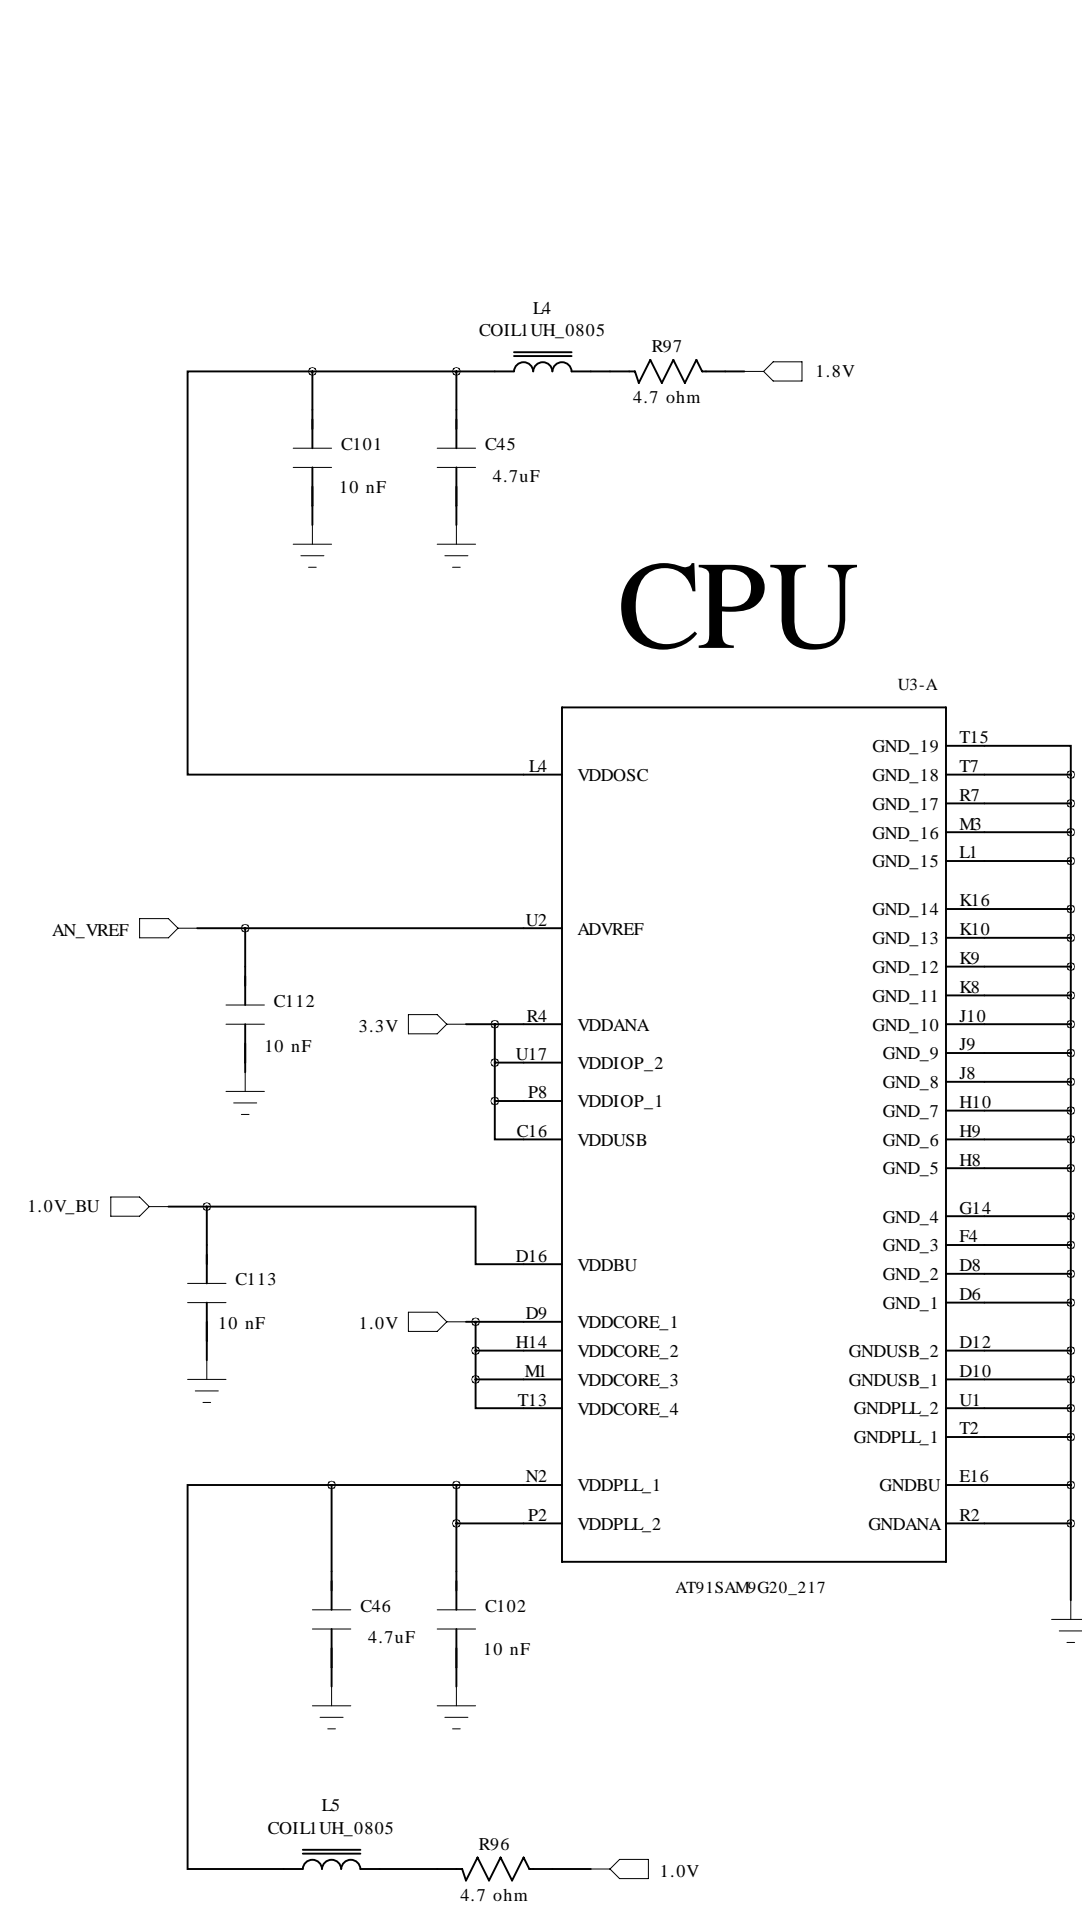 L4
COIL1UH_0805
R97
1.8V
4.7 ohm
C101
C45
10 nF
4.7uF
CPU
U3-A
GND_19 T15
L4 VDDOSC GND_18 T7
GND_17 R7
GND_16 M3
GND_15 L1
GND_14 K16
AN_VREF U2 ADVREF
GND_13 K10
GND_12 K9
C112 GND_11 K8
3.3V R4 VDDANA GND_10 J10
10 nF
GND_9 J9
U17 VDDIOP_2
GND_8 J8
P8 VDDIOP_1
GND_7 H10
C16 VDDUSB GND_6 H9
GND_5 H8
1.0V_BU
GND_4 G14
GND_3 F4
D16 VDDBU
GND_2 D8
C113
GND_1 D6
10 nF 1.0V D9 VDDCORE_1
H14 VDDCORE_2 GNDUSB_2 D12
M1 VDDCORE_3 GNDUSB_1 D10
T13 VDDCORE_4 GNDPLL_2 U1
GNDPLL_1 T2
N2 VDDPLL_1 GNDBU E16
P2 VDDPLL_2 GNDANA R2
AT91SAM9G20_217
C46 C102
4.7uF
10 nF
L5
COIL1UH_0805
R96
1.0V
4.7 ohm